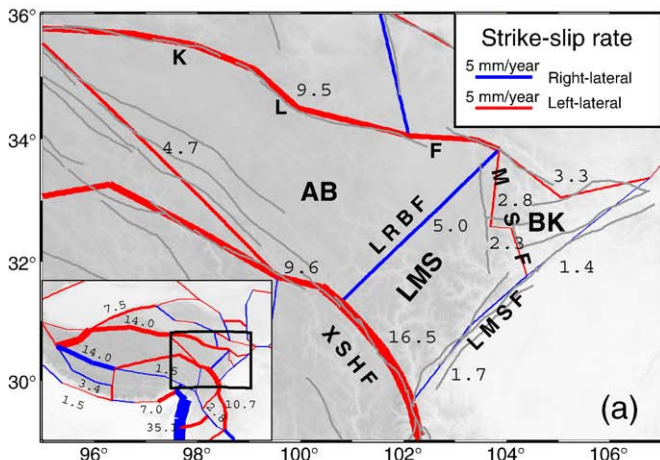 36°
34°
32°
30°
96°
98°
100°
102°
104°
106°
Strike-slip rate
5 mm/year
Right-lateral
5 mm/year
Left-lateral
K
L
F
9.5
4.7
AB
LRBF
5.0
LMS
MSF
2.8
2.3
3.3
BK
1.4
LMSF
1.7
9.6
XSHF
16.5
(a)
7.5
14.0
14.0
3.4
1.5
1.5
7.0
35.1
2.8
10.7